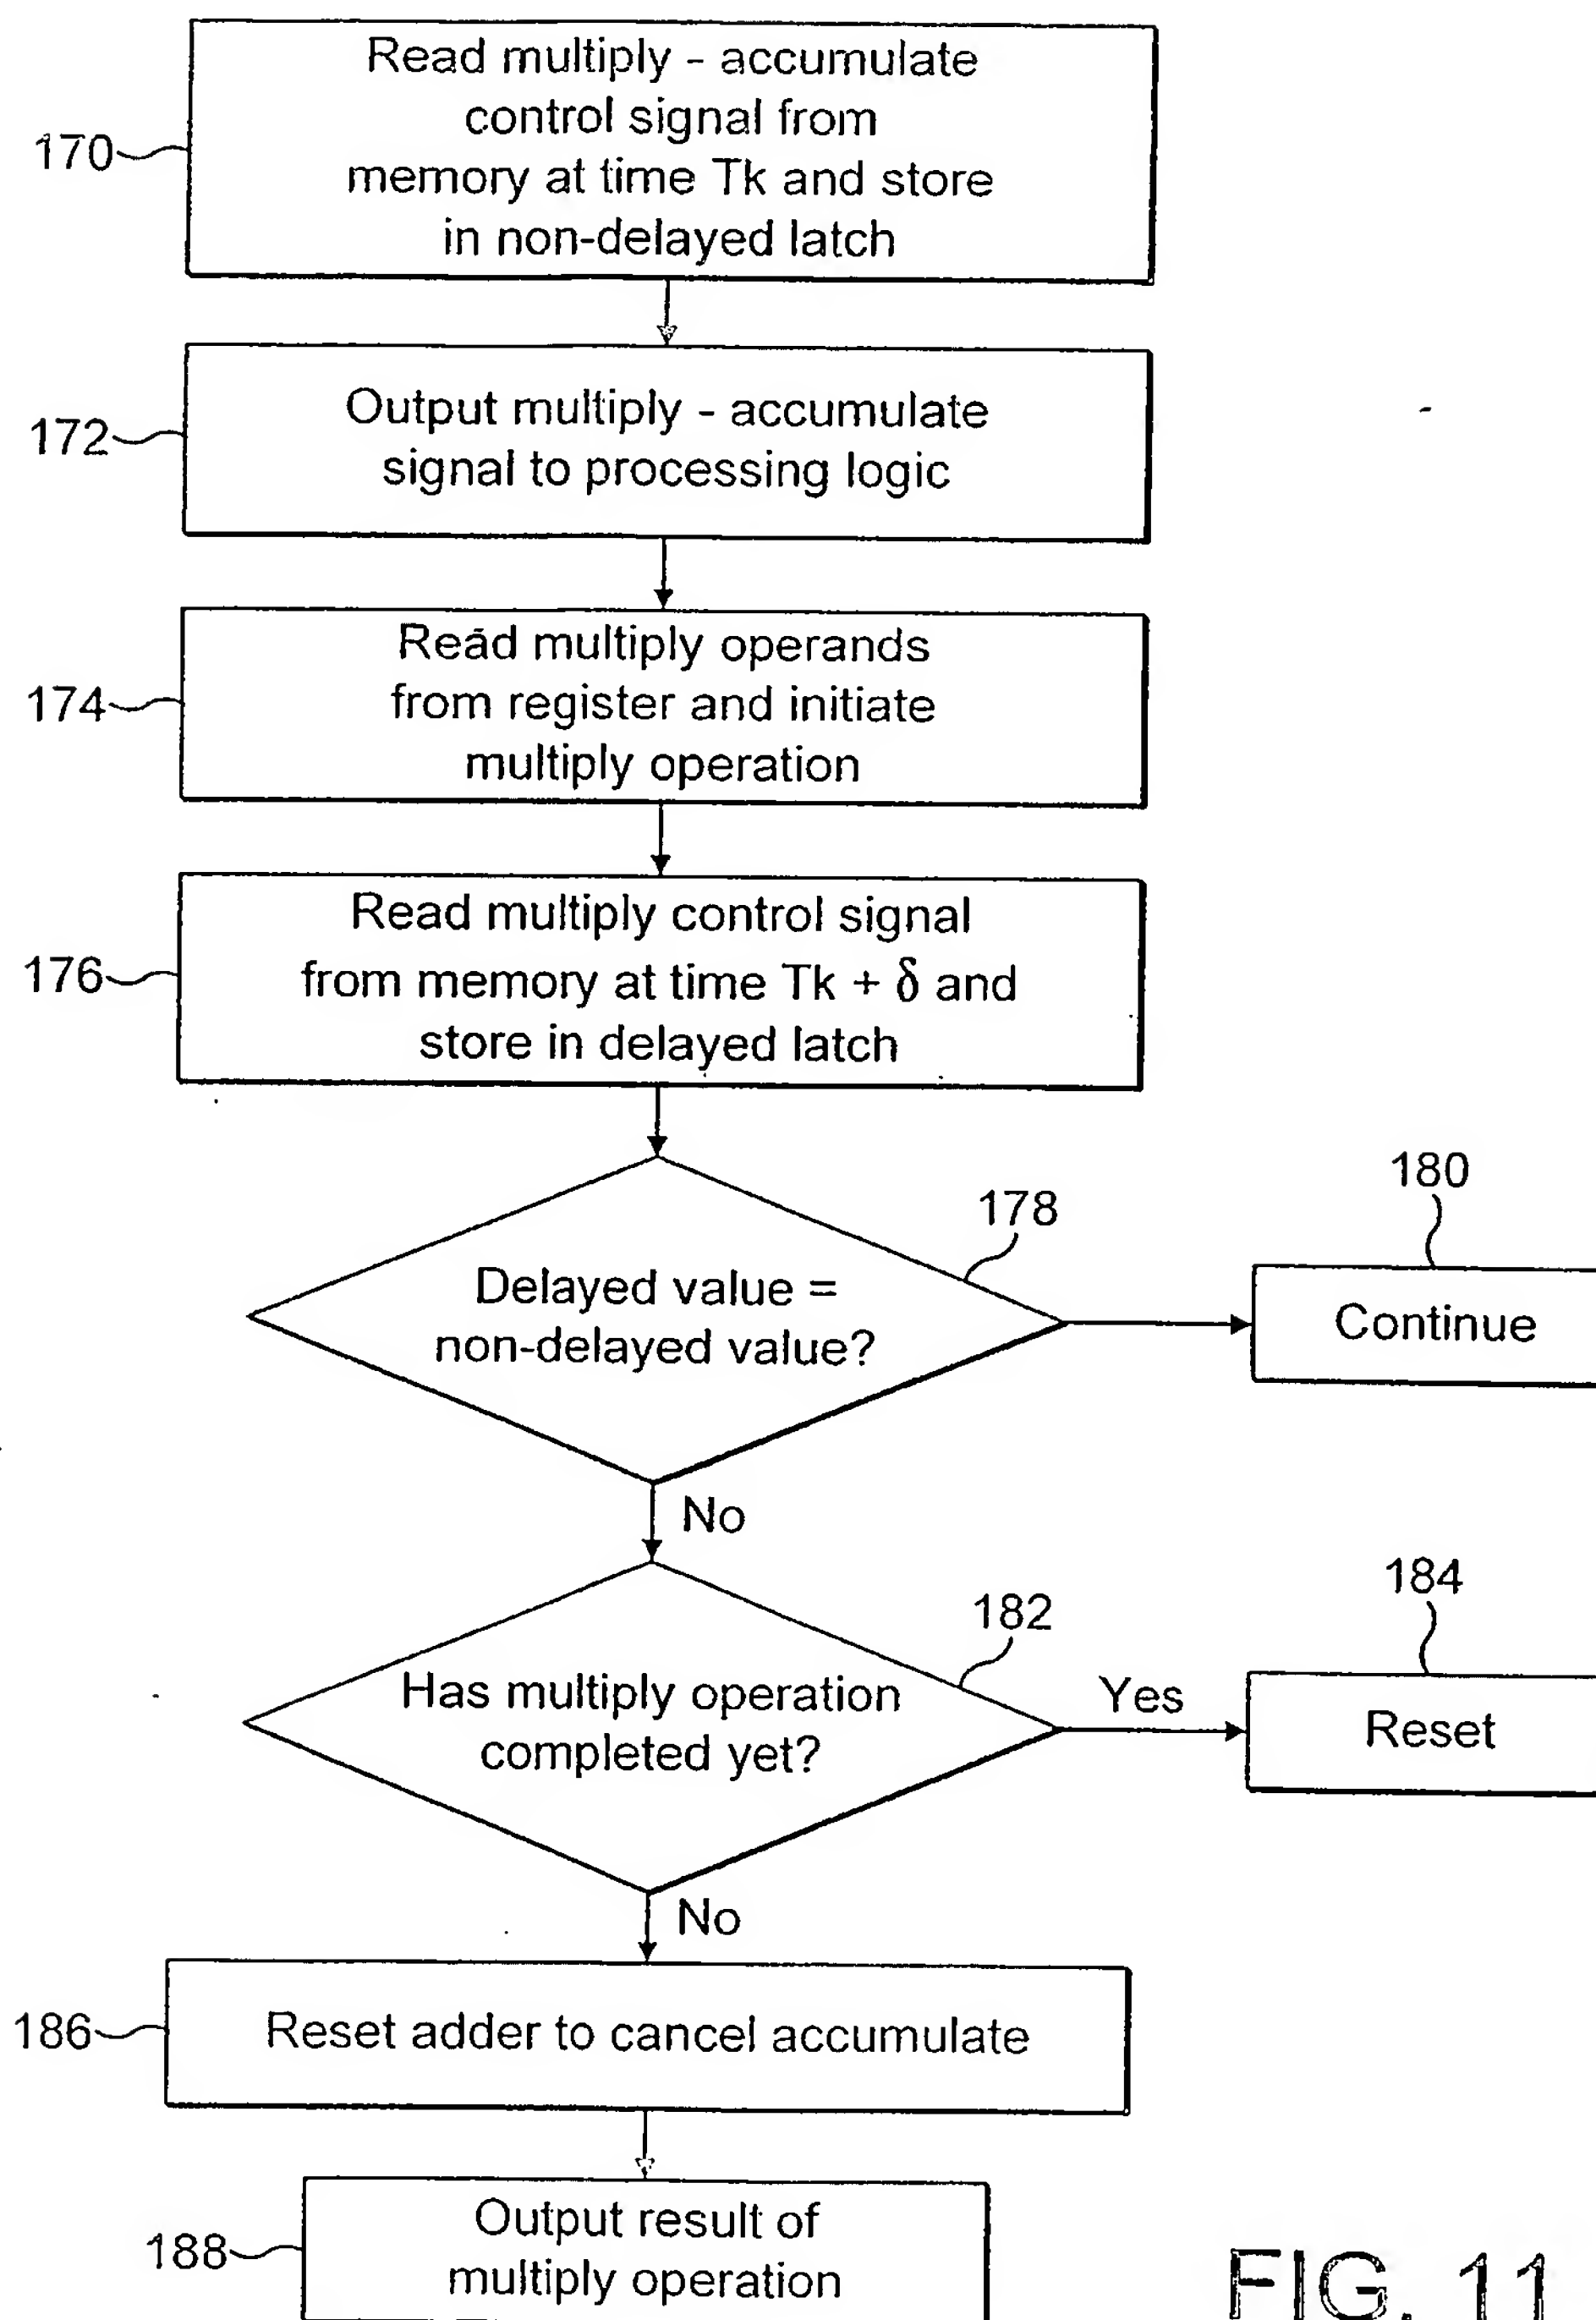 Read multiply - accumulate
control signal from
memory at time Tk and store
in non-delayed latch
170
Output multiply - accumulate
signal to processing logic
172
Read multiply operands
from register and initiate
multiply operation
174
Read multiply control signal
from memory at time Tk + δ and
store in delayed latch
176
Delayed value =
non-delayed value?
178
180
Continue
No
Has multiply operation
completed yet?
182
Yes
184
Reset
No
Reset adder to cancel accumulate
186
Output result of
multiply operation
188
FIG. 11